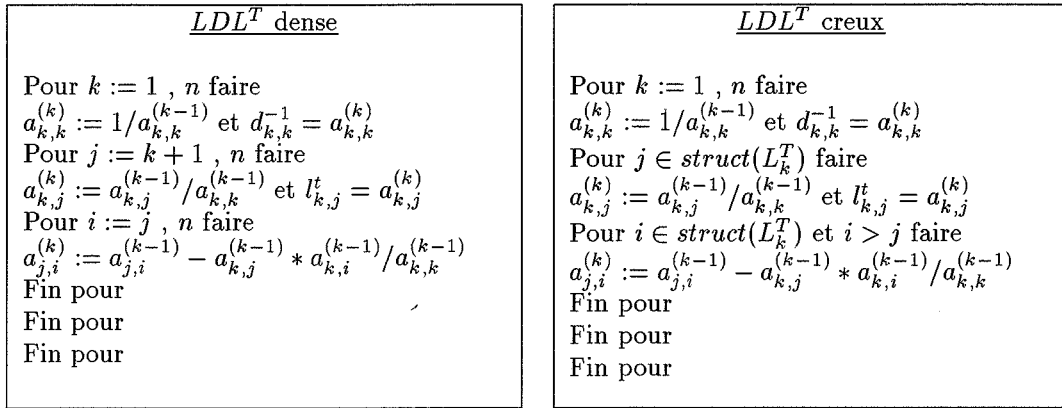 LDL^T dense
Pour k := 1 , n faire
a_{k,k}^{(k)} := 1/a_{k,k}^{(k-1)} et d_{k,k}^{-1} = a_{k,k}^{(k)}
Pour j := k + 1 , n faire
a_{k,j}^{(k)} := a_{k,j}^{(k-1)}/a_{k,k}^{(k-1)} et l_{k,j}^{t} = a_{k,j}^{(k)}
Pour i := j , n faire
a_{j,i}^{(k)} := a_{j,i}^{(k-1)} - a_{k,j}^{(k-1)} * a_{k,i}^{(k-1)}/a_{k,k}^{(k-1)}
Fin pour
Fin pour
Fin pour
LDL^T creux
Pour k := 1 , n faire
a_{k,k}^{(k)} := 1/a_{k,k}^{(k-1)} et d_{k,k}^{-1} = a_{k,k}^{(k)}
Pour j ∈ struct(L_k^T) faire
a_{k,j}^{(k)} := a_{k,j}^{(k-1)}/a_{k,k}^{(k-1)} et l_{k,j}^{t} = a_{k,j}^{(k)}
Pour i ∈ struct(L_k^T) et i > j faire
a_{j,i}^{(k)} := a_{j,i}^{(k-1)} - a_{k,j}^{(k-1)} * a_{k,i}^{(k-1)}/a_{k,k}^{(k-1)}
Fin pour
Fin pour
Fin pour